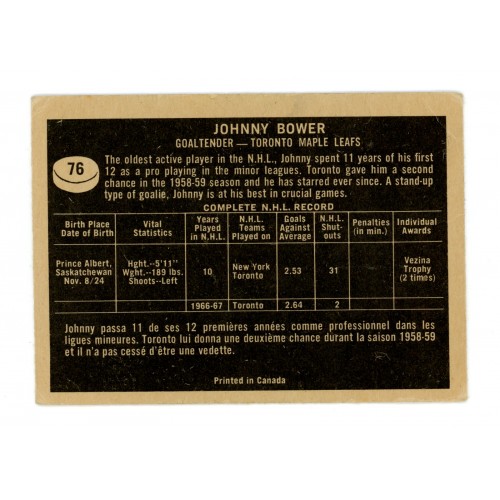 76
JOHNNY BOWER
GOALTENDER — TORONTO MAPLE LEAFS
The oldest active player in the N.H.L., Johnny spent 11 years of his first
12 as a pro playing in the minor leagues. Toronto gave him a second
chance in the 1958-59 season and he has starred ever since. A stand-up
type of goalie, Johnny is at his best in crucial games.
COMPLETE N.H.L. RECORD
Birth Place Vital Years N.H.L. Goals N.H.L. Penalties Individual
Date of Birth Statistics Played Teams Against Shut- (in min.) Awards
in N.H.L. Played on Average outs
Prince Albert, Hght.--5'11" New York Vezina
Saskatchewan Wght.--189 lbs. 10 Toronto 2.53 31 Trophy
Nov. 8/24 Shoots--Left (2 times)
1966-67 Toronto 2.64 2
Johnny passa 11 de ses 12 premières années comme professionnel dans les
ligues mineures. Toronto lui donna une deuxième chance durant la saison 1958-59
et il n'a pas cessé d'être une vedette.
Printed in Canada